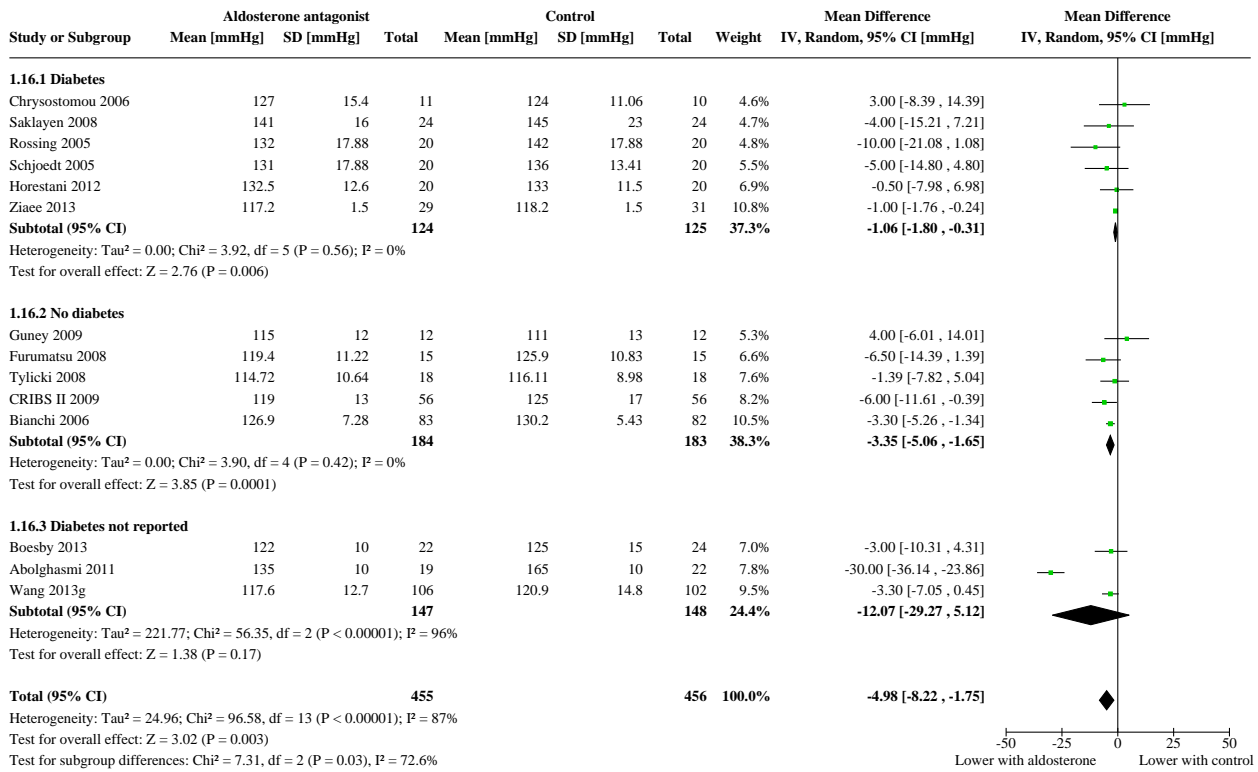 Aldosterone antagonist Control Mean Difference Mean Difference
Study or Subgroup Mean [mmHg] SD [mmHg] Total Mean [mmHg] SD [mmHg] Total Weight IV, Random, 95% CI [mmHg] IV, Random, 95% CI [mmHg]
1.16.1 Diabetes
Chrysostomou 2006 127 15.4 11 124 11.06 10 4.6% 3.00 [-8.39 , 14.39]
Saklayen 2008 141 16 24 145 23 24 4.7% -4.00 [-15.21 , 7.21]
Rossing 2005 132 17.88 20 142 17.88 20 4.8% -10.00 [-21.08 , 1.08]
Schjoedt 2005 131 17.88 20 136 13.41 20 5.5% -5.00 [-14.80 , 4.80]
Horestani 2012 132.5 12.6 20 133 11.5 20 6.9% -0.50 [-7.98 , 6.98]
Ziaee 2013 117.2 1.5 29 118.2 1.5 31 10.8% -1.00 [-1.76 , -0.24]
Subtotal (95% CI) 124 125 37.3% -1.06 [-1.80 , -0.31]
Heterogeneity: Tau² = 0.00; Chi² = 3.92, df = 5 (P = 0.56); I² = 0%
Test for overall effect: Z = 2.76 (P = 0.006)
1.16.2 No diabetes
Guney 2009 115 12 12 111 13 12 5.3% 4.00 [-6.01 , 14.01]
Furumatsu 2008 119.4 11.22 15 125.9 10.83 15 6.6% -6.50 [-14.39 , 1.39]
Tylicki 2008 114.72 10.64 18 116.11 8.98 18 7.6% -1.39 [-7.82 , 5.04]
CRIBS II 2009 119 13 56 125 17 56 8.2% -6.00 [-11.61 , -0.39]
Bianchi 2006 126.9 7.28 83 130.2 5.43 82 10.5% -3.30 [-5.26 , -1.34]
Subtotal (95% CI) 184 183 38.3% -3.35 [-5.06 , -1.65]
Heterogeneity: Tau² = 0.00; Chi² = 3.90, df = 4 (P = 0.42); I² = 0%
Test for overall effect: Z = 3.85 (P = 0.0001)
1.16.3 Diabetes not reported
Boesby 2013 122 10 22 125 15 24 7.0% -3.00 [-10.31 , 4.31]
Abolghasmi 2011 135 10 19 165 10 22 7.8% -30.00 [-36.14 , -23.86]
Wang 2013g 117.6 12.7 106 120.9 14.8 102 9.5% -3.30 [-7.05 , 0.45]
Subtotal (95% CI) 147 148 24.4% -12.07 [-29.27 , 5.12]
Heterogeneity: Tau² = 221.77; Chi² = 56.35, df = 2 (P < 0.00001); I² = 96%
Test for overall effect: Z = 1.38 (P = 0.17)
Total (95% CI) 455 456 100.0% -4.98 [-8.22 , -1.75]
Heterogeneity: Tau² = 24.96; Chi² = 96.58, df = 13 (P < 0.00001); I² = 87%
Test for overall effect: Z = 3.02 (P = 0.003) -50 -25 0 25 50
Test for subgroup differences: Chi² = 7.31, df = 2 (P = 0.03), I² = 72.6% Lower with aldosterone Lower with control